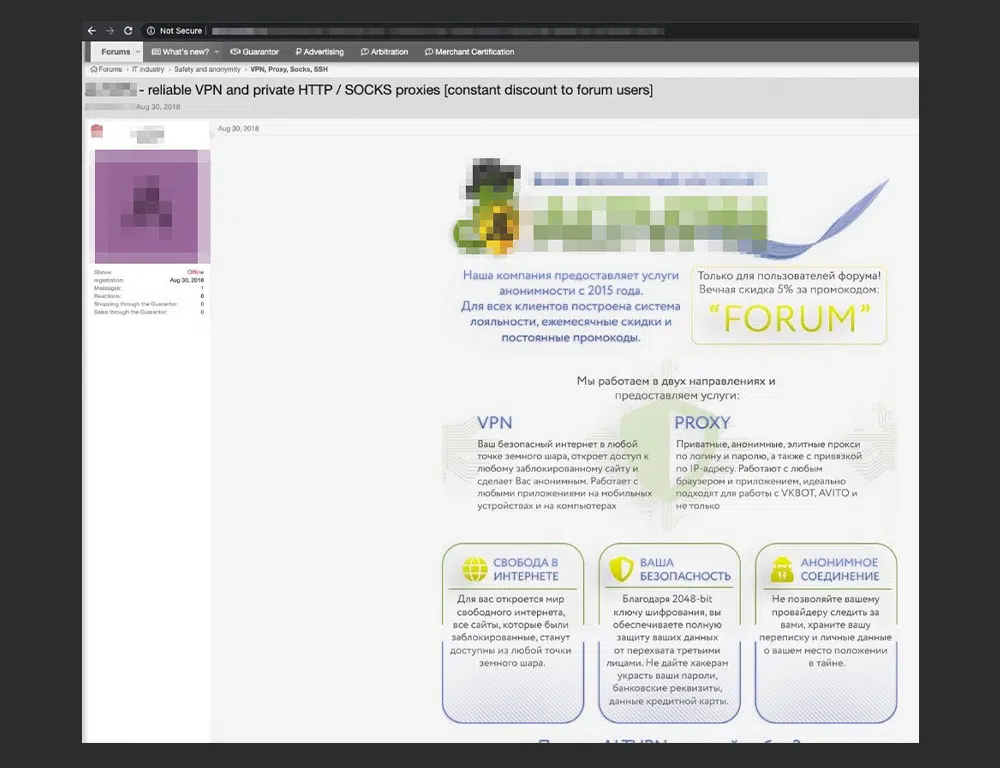 Not Secure
Forums What's new? Guarantor Advertising Arbitration Merchant Certification
Forums › IT industry › Safety and anonymity › VPN, Proxy, Socks, SSH
- reliable VPN and private HTTP / SOCKS proxies [constant discount to forum users]
Aug 30, 2018
Aug 30, 2018
Status: Offline
registration: Aug 30, 2018
Messages: 1
Reactions: 0
Shopping through the Guarantor: 0
Sales through the Guarantor: 0
Наша компания предоставляет услуги
анонимности с 2015 года.
Для всех клиентов построена система
лояльности, ежемесячные скидки и
постоянные промокоды.
Только для пользователей форума!
Вечная скидка 5% за промокодом:
“FORUM”
Мы работаем в двух направлениях и
предоставляем услуги:
VPN
Ваш безопасный интернет в любой
точке земного шара, откроет доступ к
любому заблокированному сайту и
сделает Вас анонимным. Работает с
любыми приложениями на мобильных
устройствах и на компьютерах
PROXY
Приватные, анонимные, элитные прокси
по логину и паролю, а также с привязкой
по IP-адресу. Работают с любым
браузером и приложением, идеально
подходят для работы с VKBOT, AVITO и
не только
СВОБОДА В
ИНТЕРНЕТЕ
Для вас откроется мир
свободного интернета,
все сайты, которые были
заблокированные, станут
доступны из любой точки
земного шара.
ВАША
БЕЗОПАСНОСТЬ
Благодаря 2048-bit
ключу шифрования, вы
обеспечиваете полную
защиту ваших данных
от перехвата третьими
лицами. Не дайте хакерам
украсть ваши пароли,
банковские реквизиты,
данные кредитной карты.
АНОНИМНОЕ
СОЕДИНЕНИЕ
Не позволяйте вашему
провайдеру следить за
вами, храните вашу
переписку и личные данные
о вашем место положении
в тайне.